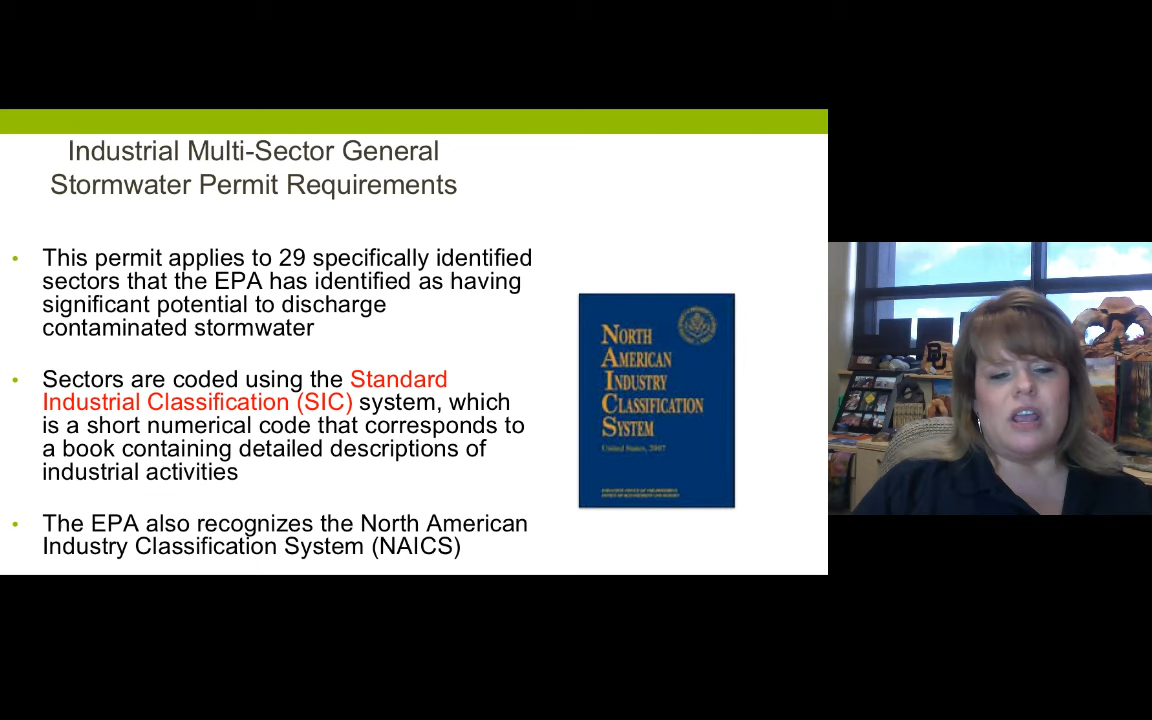 Industrial Multi-Sector General
Stormwater Permit Requirements
• This permit applies to 29 specifically identified
sectors that the EPA has identified as having
significant potential to discharge
contaminated stormwater
• Sectors are coded using the Standard
Industrial Classification (SIC) system, which
is a short numerical code that corresponds to
a book containing detailed descriptions of
industrial activities
• The EPA also recognizes the North American
Industry Classification System (NAICS)
NORTH
AMERICAN
INDUSTRY
CLASSIFICATION
SYSTEM
United States, 2007